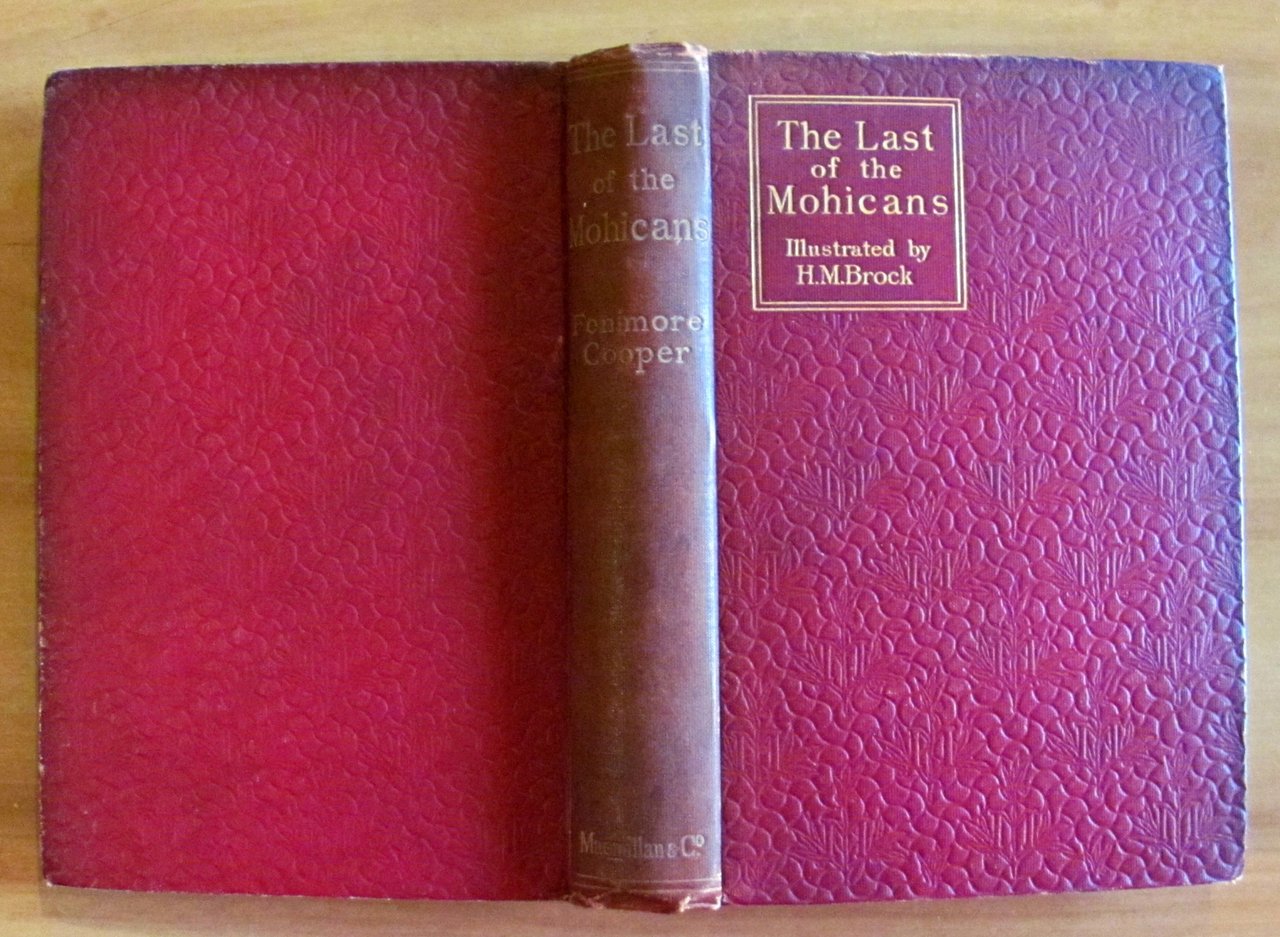 The Last
of the
Mohicans
Fenimore
Cooper
Macmillan & Co.
The Last
of the
Mohicans
Illustrated by
H.M.Brock